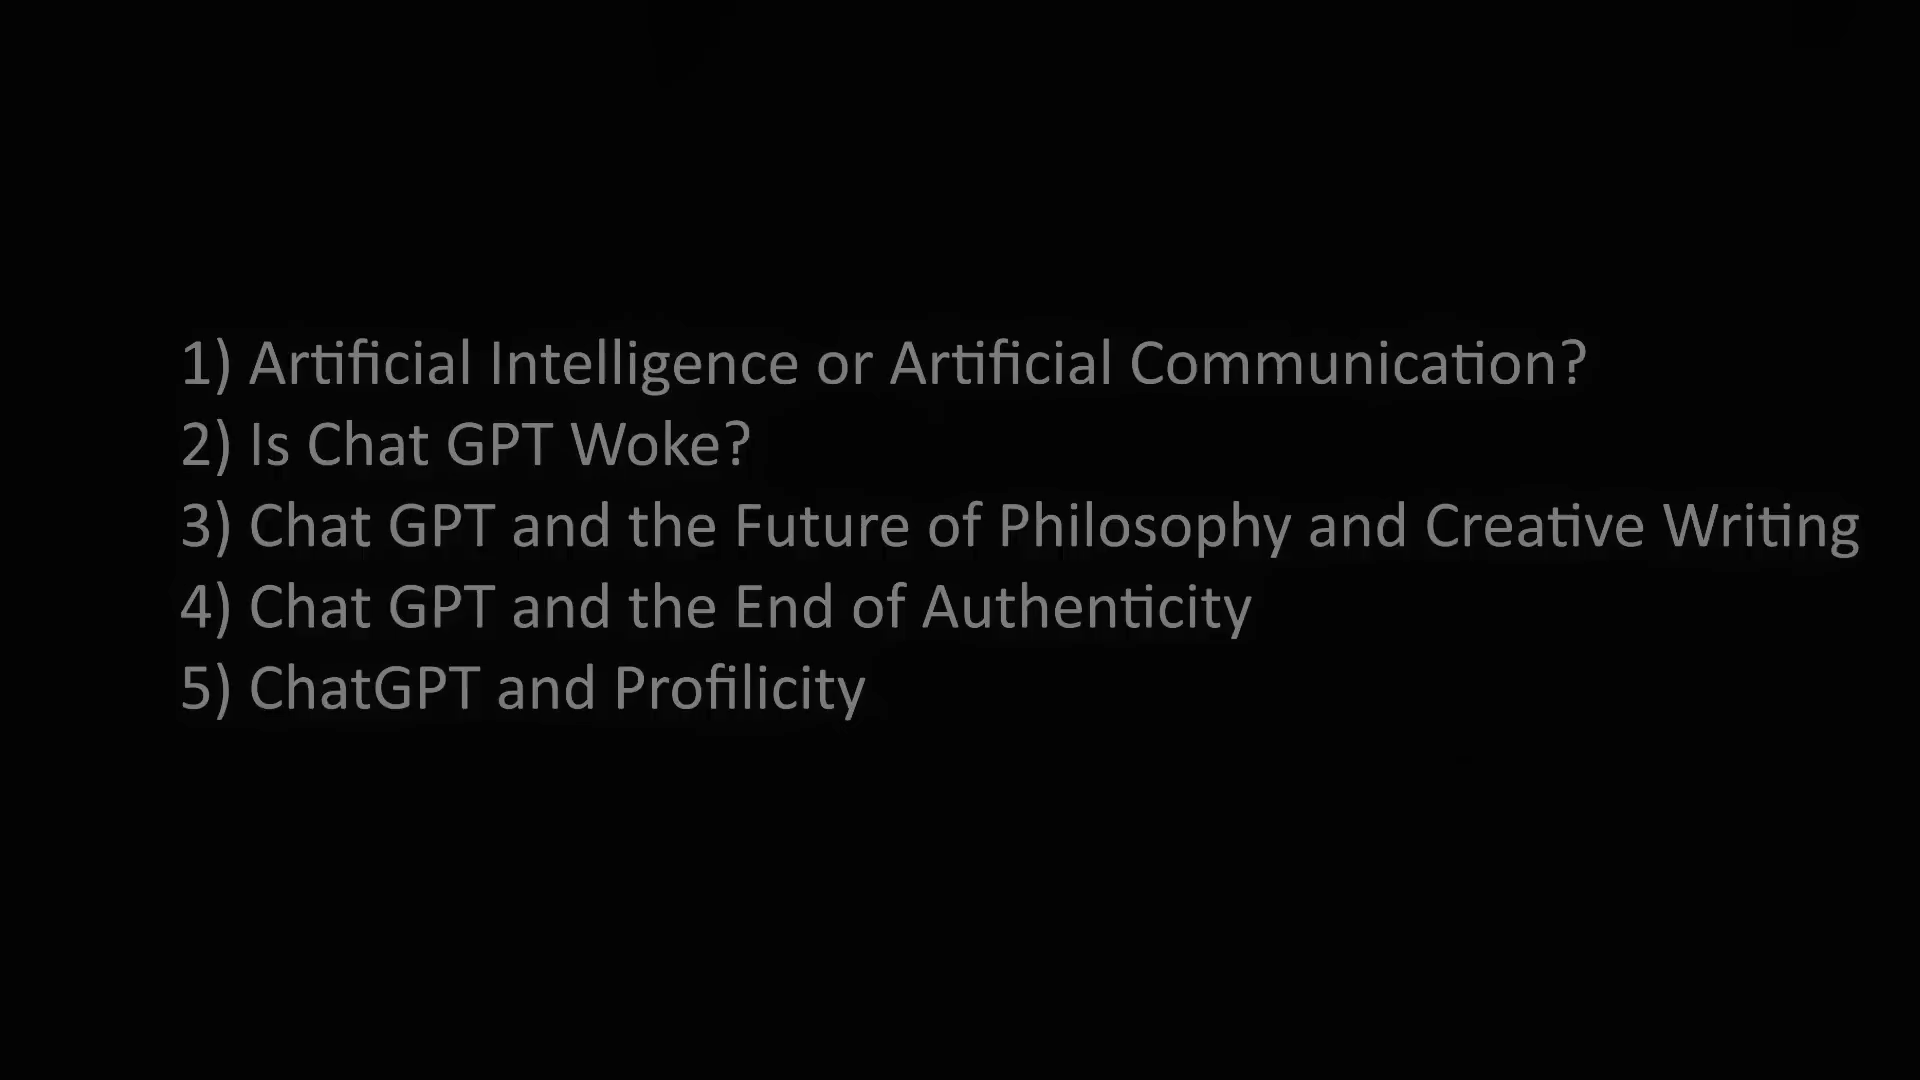 1) Artificial Intelligence or Artificial Communication?
2) Is Chat GPT Woke?
3) Chat GPT and the Future of Philosophy and Creative Writing
4) Chat GPT and the End of Authenticity
5) ChatGPT and Profilicity